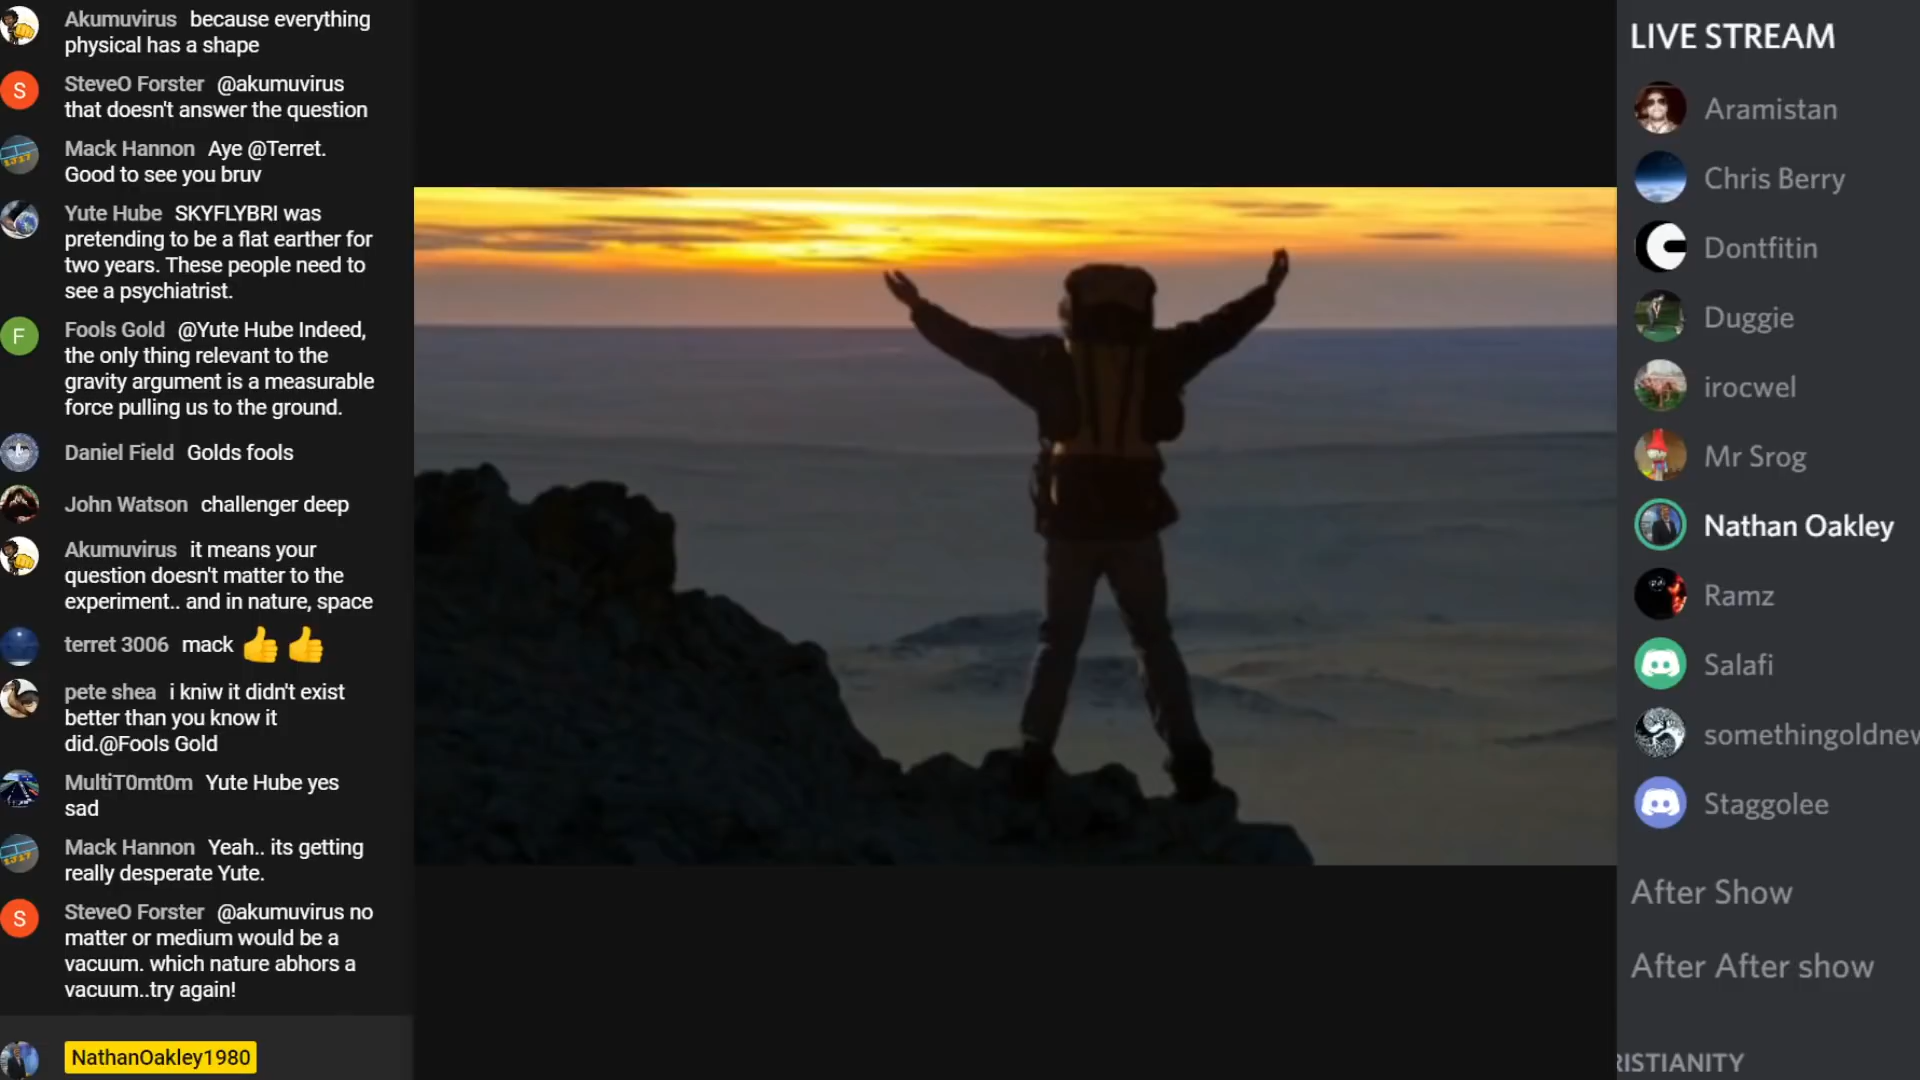 Akumuvirus because everything
physical has a shape
SteveO Forster @akumuvirus
that doesn't answer the question
Mack Hannon Aye @Terret.
Good to see you bruv
Yute Hube SKYFLYBRI was
pretending to be a flat earther for
two years. These people need to
see a psychiatrist.
Fools Gold @Yute Hube Indeed,
the only thing relevant to the
gravity argument is a measurable
force pulling us to the ground.
Daniel Field Golds fools
John Watson challenger deep
Akumuvirus it means your
question doesn't matter to the
experiment.. and in nature, space
terret 3006 mack 👍 👍
pete shea i kniw it didn't exist
better than you know it
did.@Fools Gold
MultiT0mt0m Yute Hube yes
sad
Mack Hannon Yeah.. its getting
really desperate Yute.
SteveO Forster @akumuvirus no
matter or medium would be a
vacuum. which nature abhors a
vacuum..try again!
NathanOakley1980
LIVE STREAM
Aramistan
Chris Berry
Dontfitin
Duggie
irocwel
Mr Srog
Nathan Oakley
Ramz
Salafi
somethingoldnew
Staggolee
After Show
After After show
RISTIANITY